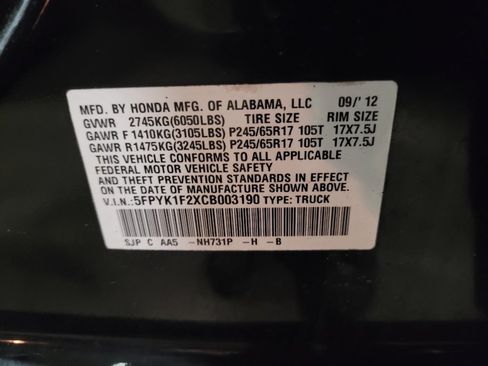 MFD. BY HONDA MFG. OF ALABAMA, LLC 09/' 12
GVWR 2745KG(6050LBS) TIRE SIZE RIM SIZE
GAWR F 1410KG(3105LBS) P245/65R17 105T 17X7.5J
GAWR R1475KG(3245LBS) P245/65R17 105T 17X7.5J
THIS VEHICLE CONFORMS TO ALL APPLICABLE
FEDERAL MOTOR VEHICLE SAFETY
AND THEFT PREVENTION STANDARDS IN EFFECT
ON THE DATE OF MANUFACTURE SHOWN ABOVE.
V.I.N.:5FPYK1F2XCB003190 TYPE: TRUCK
SJP C AA5 -NH731P -H -B